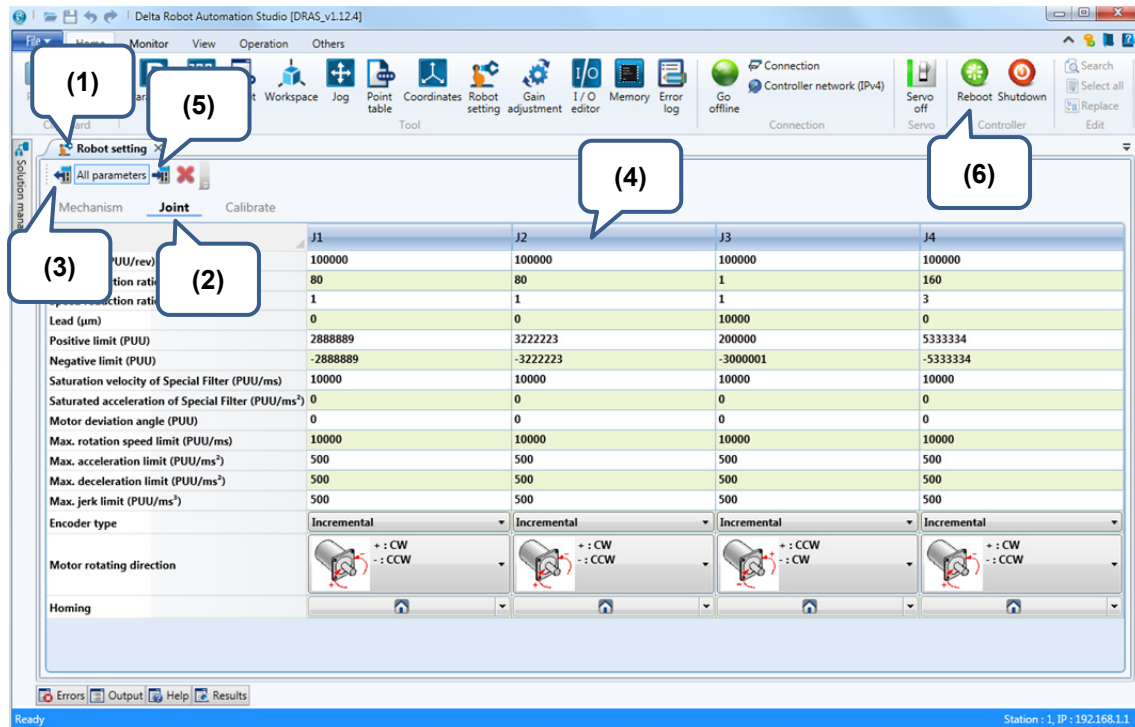 Delta Robot Automation Studio [DRAS_v1.12.4]
File Home Monitor View Operation Others
(1)
(5)
Workspace Jog Point table Coordinates Robot setting Gain adjustment I / O editor Memory Error log
Go offline Connection Controller network (IPv4)
Servo off Reboot Shutdown
Search
Select all
Replace
Tool Connection Servo Controller Edit
Robot setting
Solution mana
All parameters
(4)
(6)
Mechanism Joint Calibrate
(3)
(2)
J1 J2 J3 J4
PUU/rev) 100000 100000 100000 100000
80 80 1 160
1 1 1 3
Lead (µm) 0 0 10000 0
Positive limit (PUU) 2888889 3222223 200000 5333334
Negative limit (PUU) -2888889 -3222223 -3000001 -5333334
Saturation velocity of Special Filter (PUU/ms) 10000 10000 10000 10000
Saturated acceleration of Special Filter (PUU/ms²) 0 0 0 0
Motor deviation angle (PUU) 0 0 0 0
Max. rotation speed limit (PUU/ms) 10000 10000 10000 10000
Max. acceleration limit (PUU/ms²) 500 500 500 500
Max. deceleration limit (PUU/ms²) 500 500 500 500
Max. jerk limit (PUU/ms³) 500 500 500 500
Encoder type Incremental Incremental Incremental Incremental
Motor rotating direction + : CW - : CCW + : CW - : CCW + : CCW - : CW + : CW - : CCW
Homing
Errors Output Help Results
Ready Station : 1, IP : 192.168.1.1